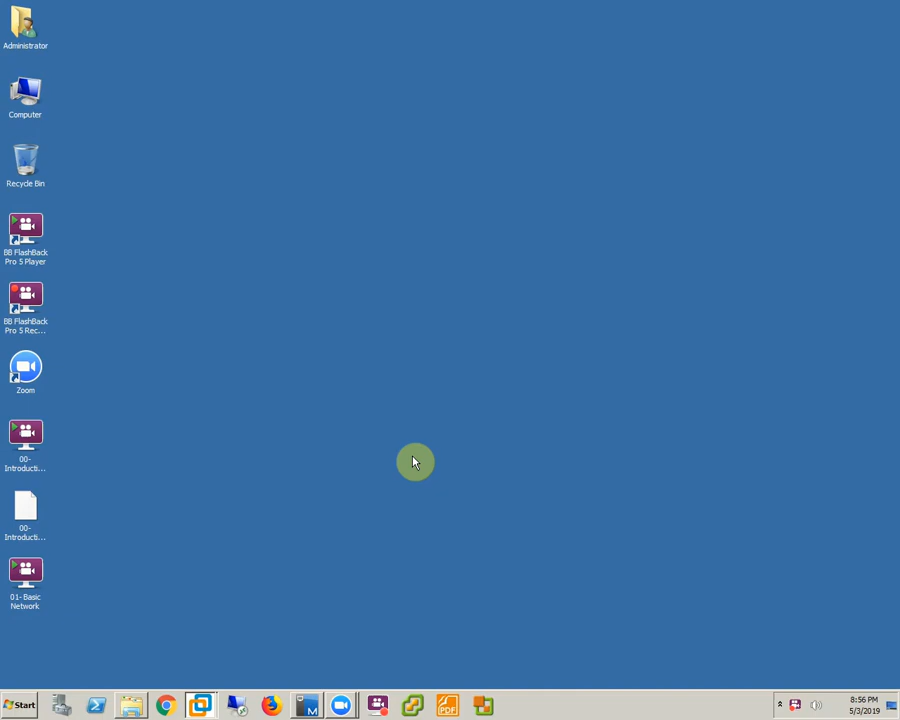 Administrator
Computer
Recycle Bin
BB FlashBack
Pro 5 Player
BB FlashBack
Pro 5 Rec...
Zoom
00-
Introducti...
00-
Introducti...
01- Basic
Network
Start
M
PDF
8:56 PM
5/3/2019